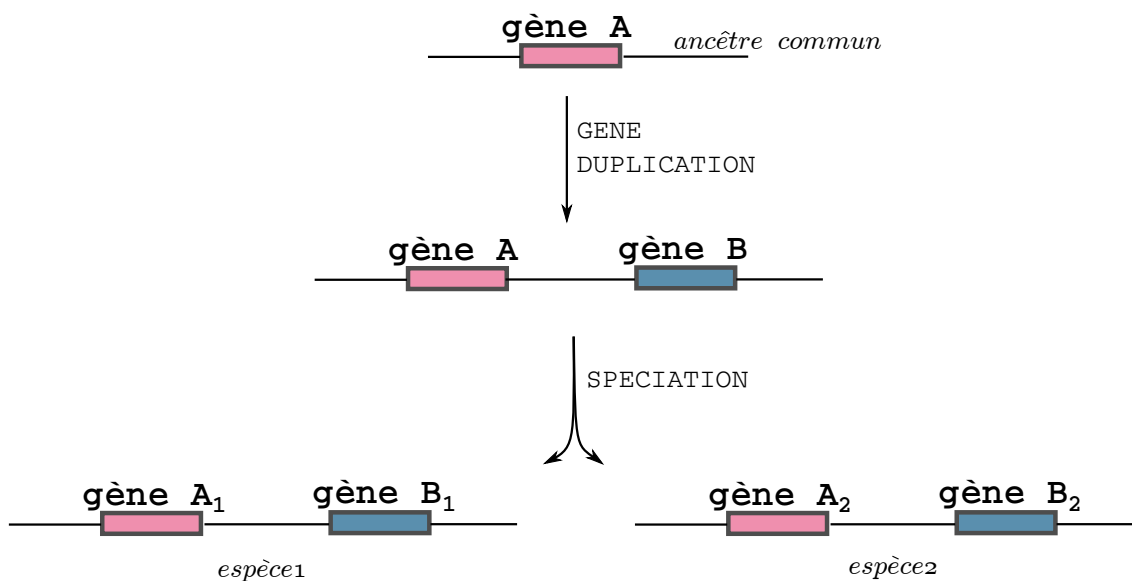 gène A
ancêtre commun
GENE
DUPLICATION
gène A gène B
SPECIATION
gène A₁ gène B₁ gène A₂ gène B₂
espèce1 espèce2